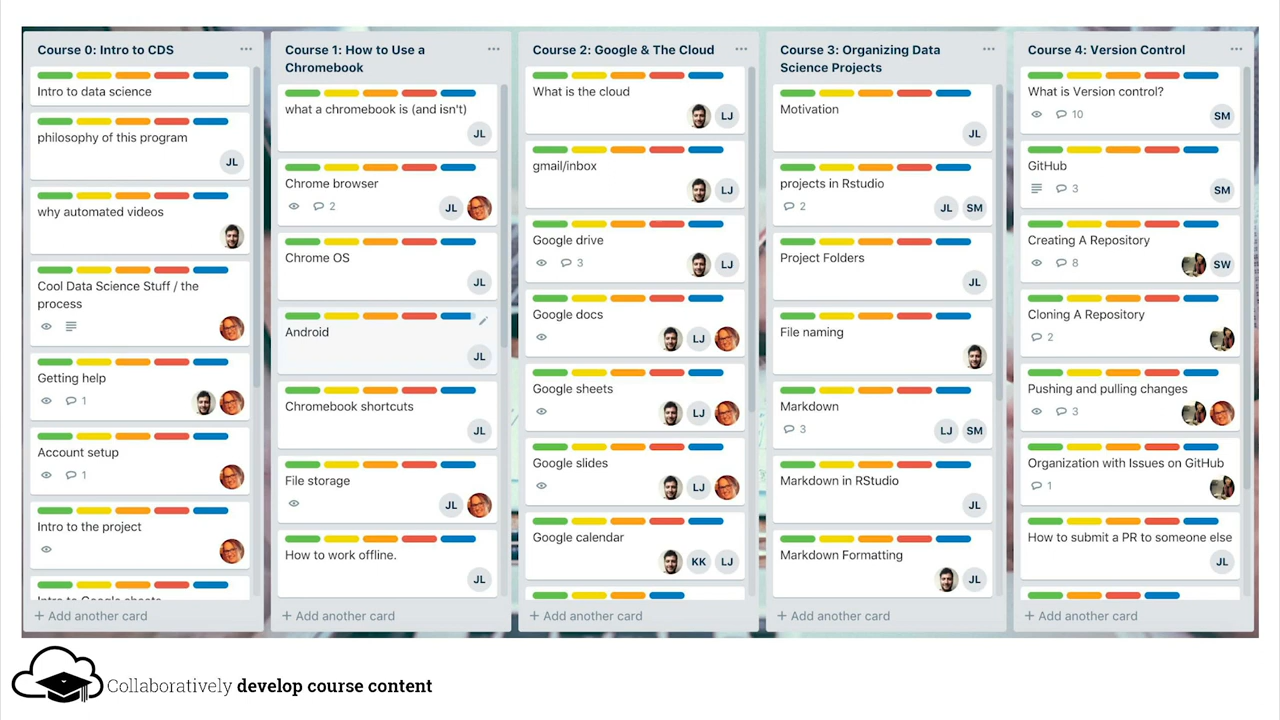 Course 0: Intro to CDS
Intro to data science
philosophy of this program
JL
why automated videos
Cool Data Science Stuff / the
process
Getting help
1
Account setup
1
Intro to the project
Intro to Google sheets
+ Add another card
Course 1: How to Use a
Chromebook
what a chromebook is (and isn't)
JL
Chrome browser
2 JL
Chrome OS
JL
Android
JL
Chromebook shortcuts
JL
File storage
JL
How to work offline.
JL
+ Add another card
Course 2: Google & The Cloud
What is the cloud
LJ
gmail/inbox
LJ
Google drive
3 LJ
Google docs
LJ
Google sheets
LJ
Google slides
LJ
Google calendar
KK LJ
+ Add another card
Course 3: Organizing Data
Science Projects
Motivation
JL
projects in Rstudio
2 JL SM
Project Folders
JL
File naming
Markdown
3 LJ SM
Markdown in RStudio
JL
Markdown Formatting
JL
+ Add another card
Course 4: Version Control
What is Version control?
10 SM
GitHub
3 SM
Creating A Repository
8 SW
Cloning A Repository
2
Pushing and pulling changes
3
Organization with Issues on GitHub
1
How to submit a PR to someone else
JL
+ Add another card
Collaboratively develop course content